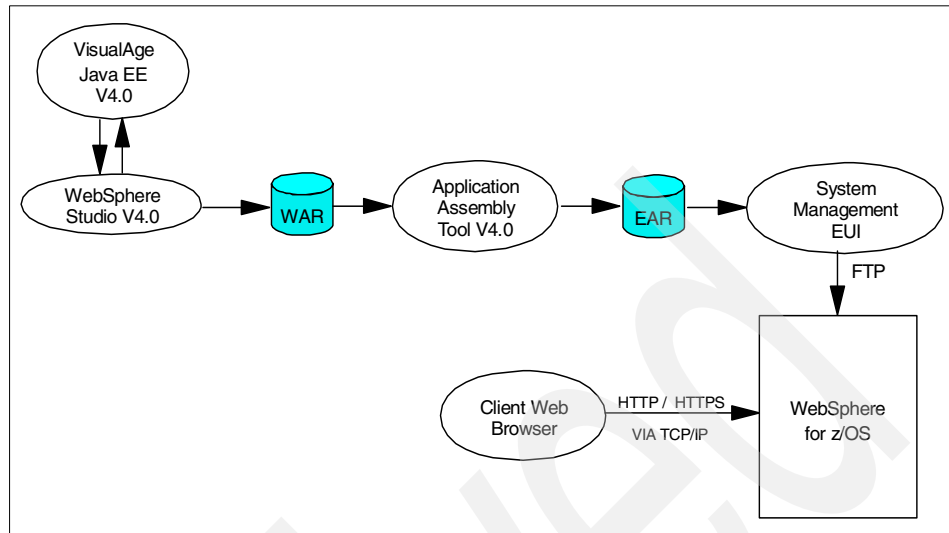 VisualAge
Java EE
V4.0
WebSphere
Studio V4.0
WAR
Application
Assembly
Tool V4.0
EAR
System
Management
EUI
FTP
Client Web
Browser
HTTP / HTTPS
VIA TCP/IP
WebSphere
for z/OS